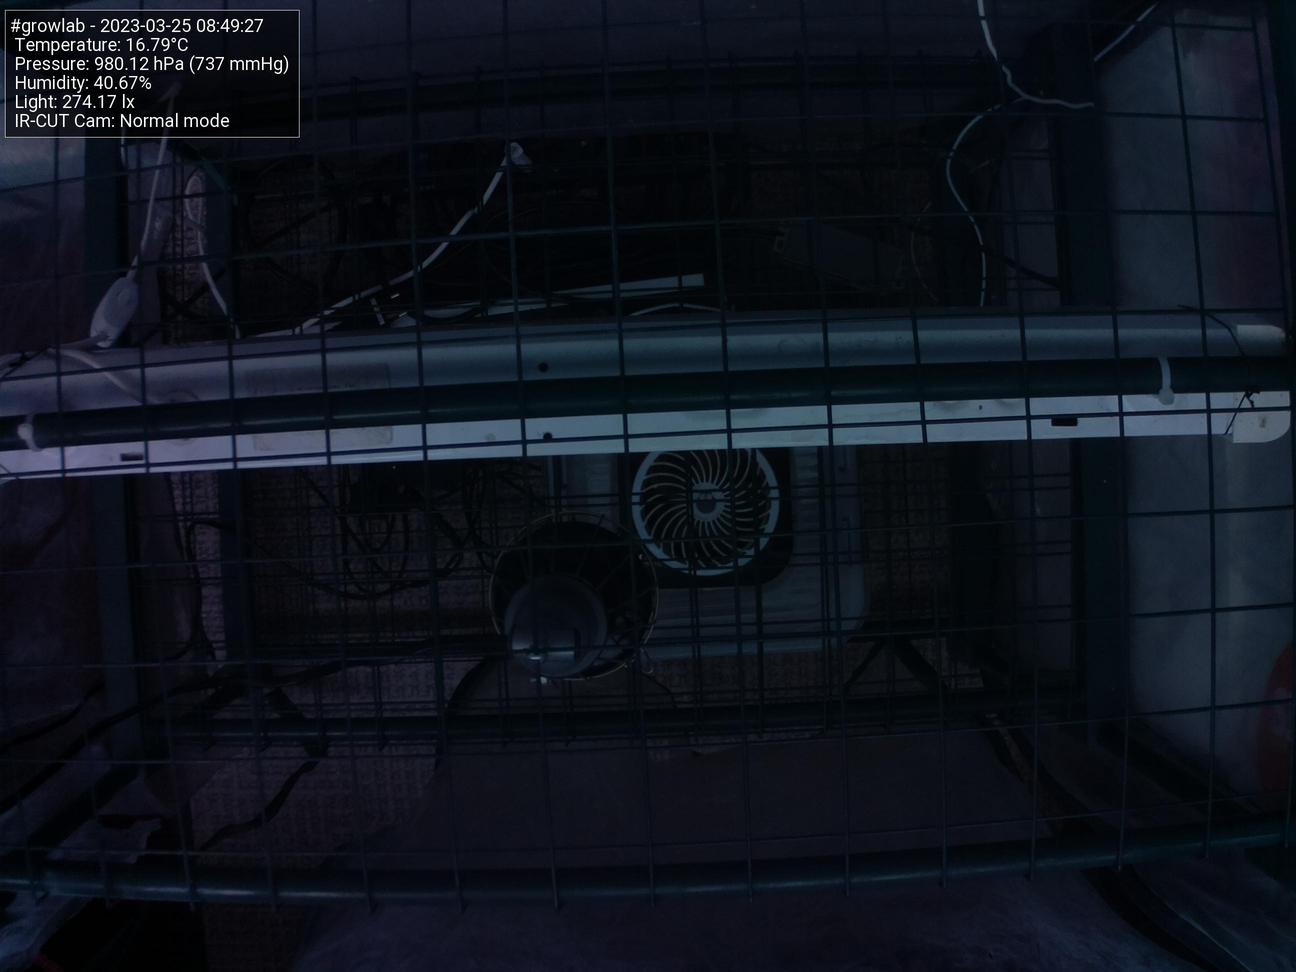 #growlab - 2023-03-25 08:49:27
Temperature: 16.79°C
Pressure: 980.12 hPa (737 mmHg)
Humidity: 40.67%
Light: 274.17 lx
IR-CUT Cam: Normal mode